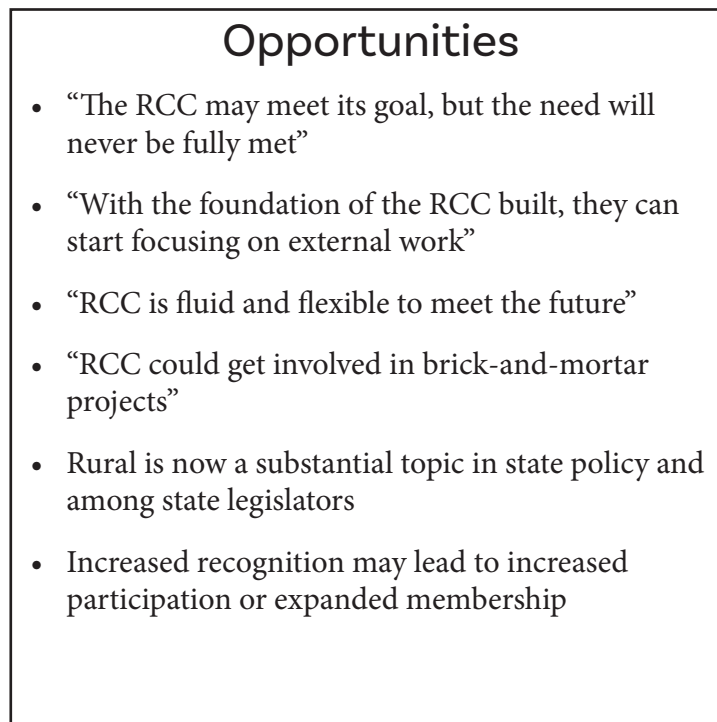 Opportunities
• “The RCC may meet its goal, but the need will
never be fully met”
• “With the foundation of the RCC built, they can
start focusing on external work”
• “RCC is fluid and flexible to meet the future”
• “RCC could get involved in brick-and-mortar
projects”
• Rural is now a substantial topic in state policy and
among state legislators
• Increased recognition may lead to increased
participation or expanded membership